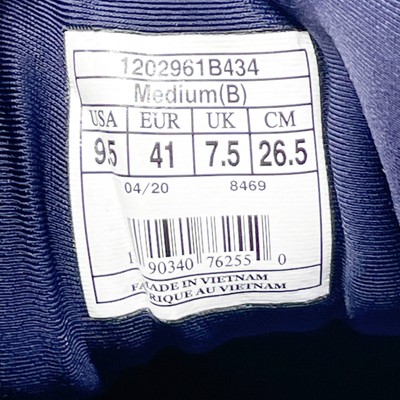 1202961B434
Medium(B)
USA EUR UK CM
9.5 41 7.5 26.5
04/20 8469
1 90340 76255 0
MADE IN VIETNAM
FABRIQUE AU VIETNAM